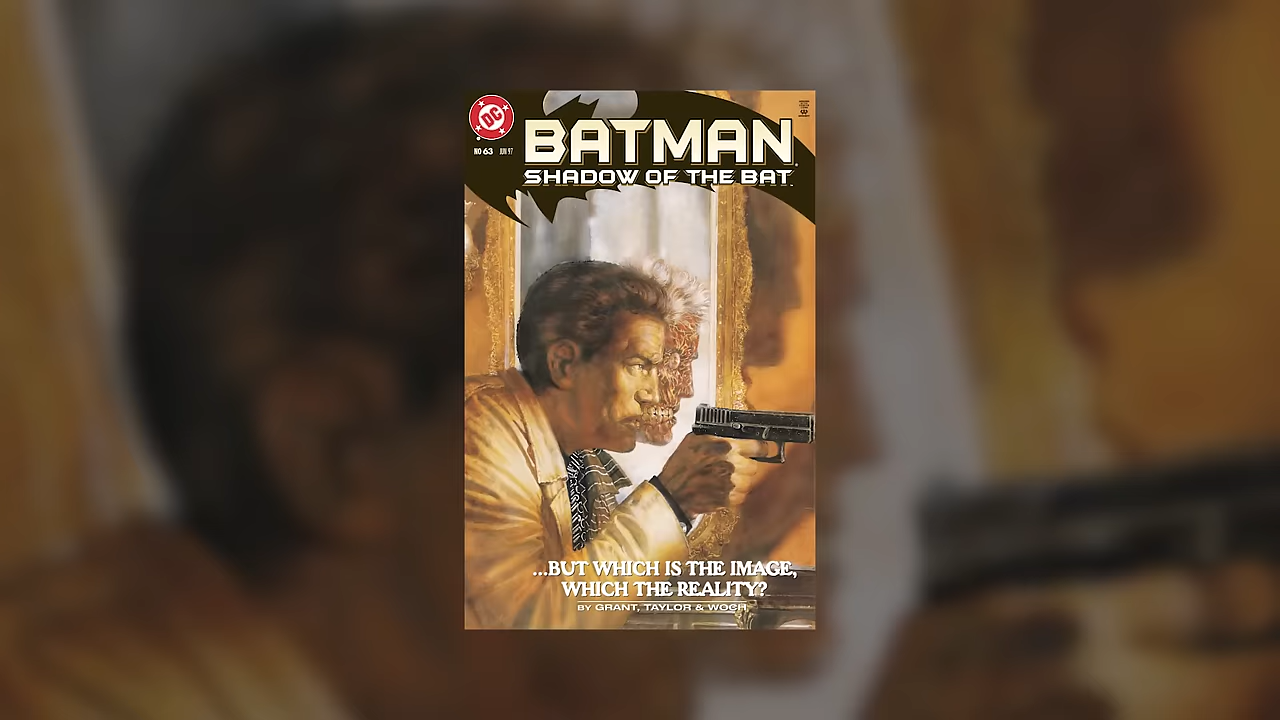 DC
BATMAN
NO 63 JUN 97
SHADOW OF THE BAT
...BUT WHICH IS THE IMAGE,
WHICH THE REALITY?
BY GRANT, TAYLOR & WOCH